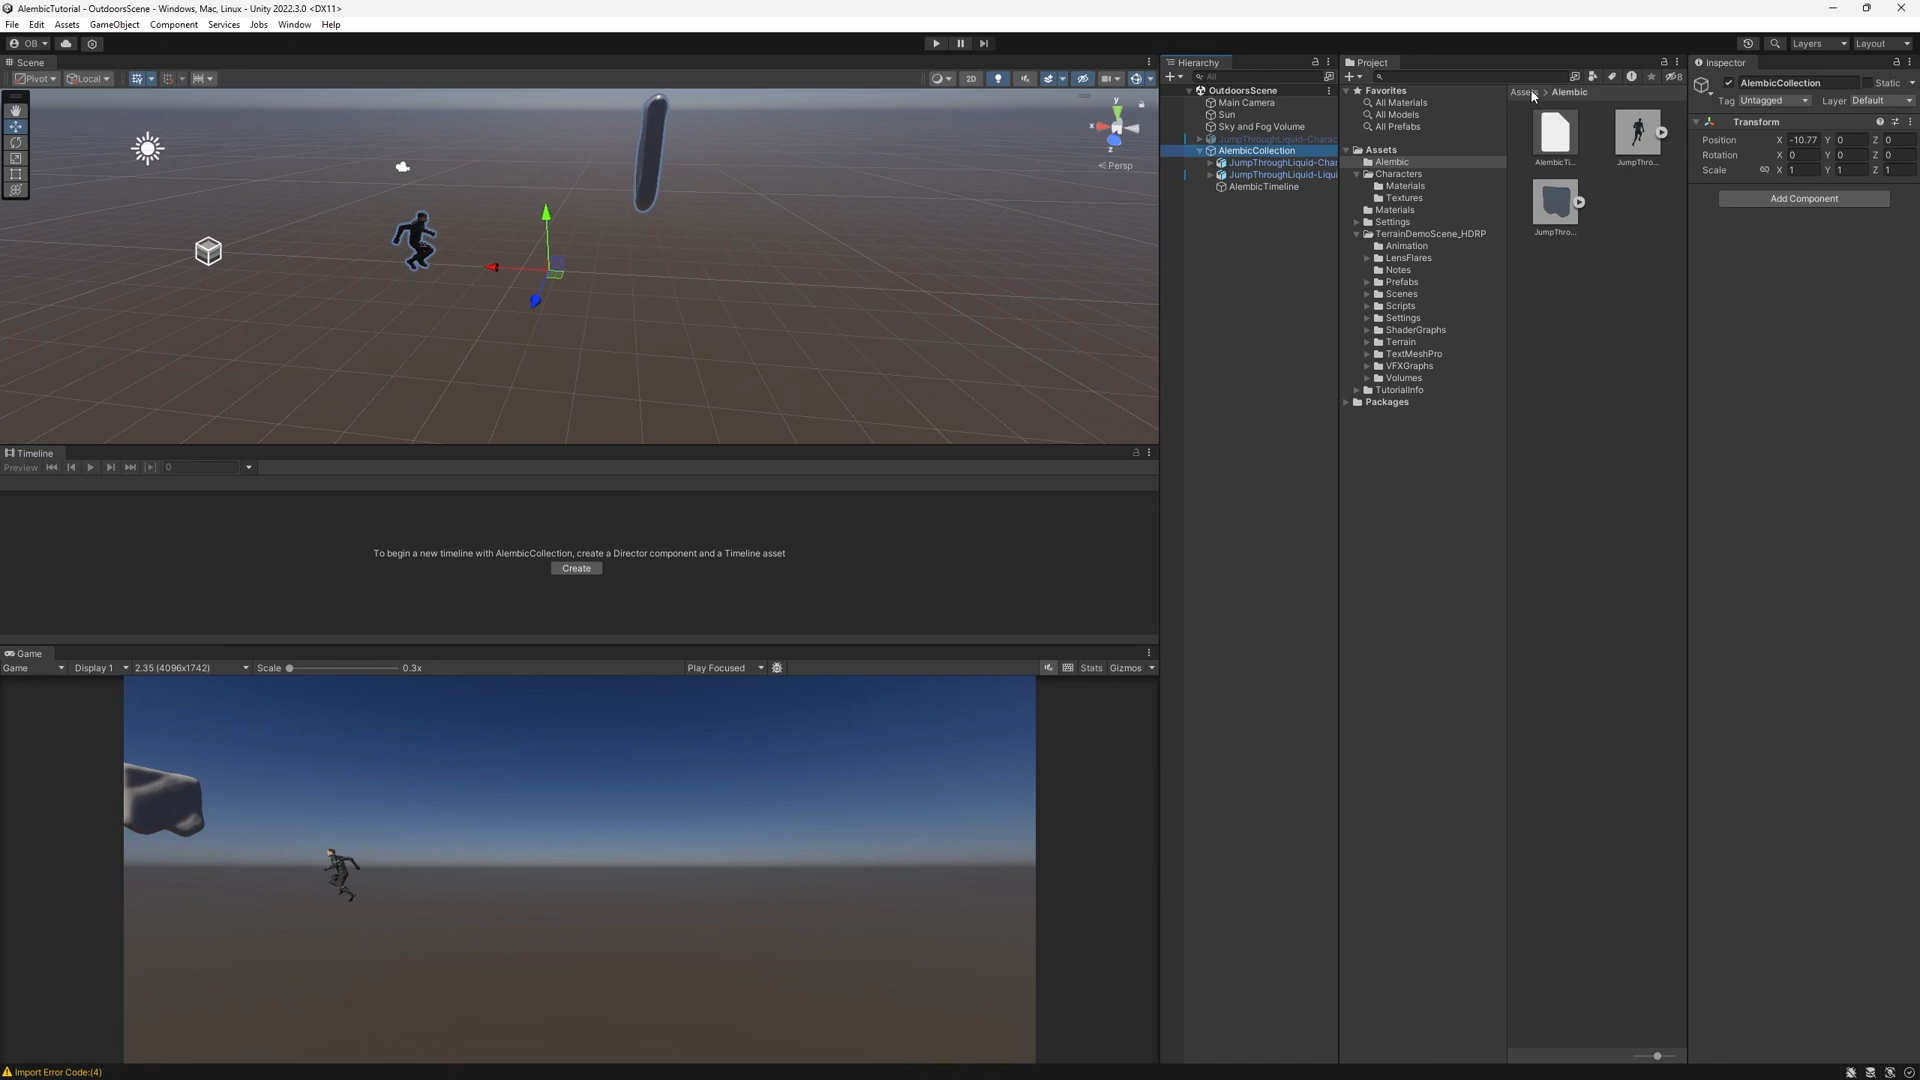 AlembicTutorial - OutdoorsScene - Windows, Mac, Linux - Unity 2022.3.0 <DX11>
File Edit Assets GameObject Component Services Jobs Window Help
OB
Layers Layout
Scene
Pivot Local
2D
y
x
z
< Persp
Timeline
Preview 0
To begin a new timeline with AlembicCollection, create a Director component and a Timeline asset
Create
Game
Game Display 1 2.35 (4096x1742) Scale 0.3x Play Focused Stats Gizmos
Import Error Code:(4)
Hierarchy
All
OutdoorsScene
Main Camera
Sun
Sky and Fog Volume
JumpThroughLiquid-Charac
AlembicCollection
JumpThroughLiquid-Char
JumpThroughLiquid-Liqui
AlembicTimeline
Project
8
Favorites
All Materials
All Models
All Prefabs
Assets
Alembic
Characters
Materials
Textures
Materials
Settings
TerrainDemoScene_HDRP
Animation
LensFlares
Notes
Prefabs
Scenes
Scripts
Settings
ShaderGraphs
Terrain
TextMeshPro
VFXGraphs
Volumes
TutorialInfo
Packages
Assets > Alembic
AlembicTi...
JumpThro...
JumpThro...
Inspector
AlembicCollection Static
Tag Untagged Layer Default
Transform
Position X -10.77 Y 0 Z 0
Rotation X 0 Y 0 Z 0
Scale X 1 Y 1 Z 1
Add Component